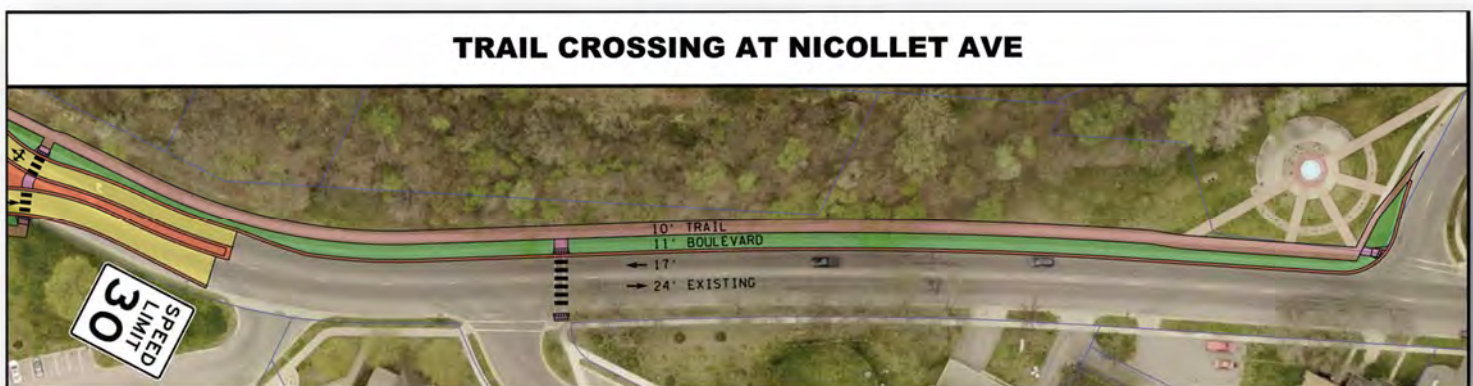 TRAIL CROSSING AT NICOLLET AVE
10' TRAIL
11' BOULEVARD
← 17'
→ 24' EXISTING
SPEED
LIMIT
30